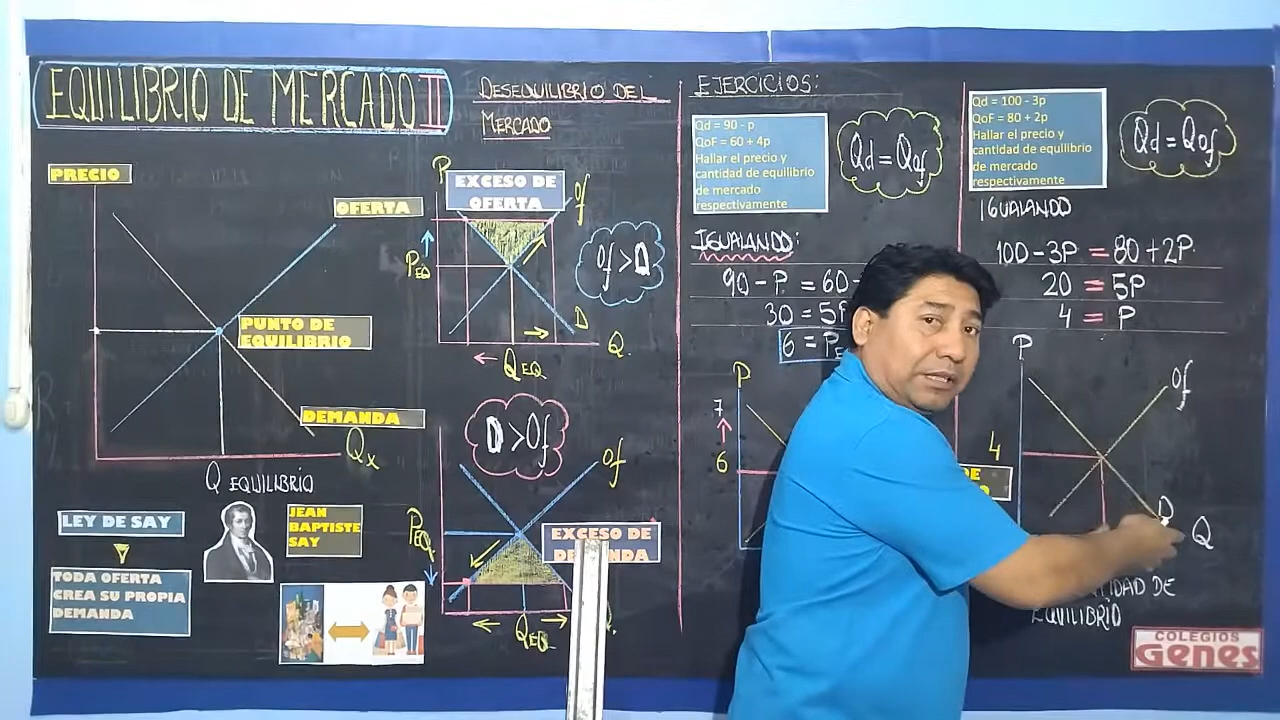 EQUILIBRIO DE MERCADO II
PRECIO
OFERTA
PUNTO DE
EQUILIBRIO
DEMANDA
Qx
Q EQUILIBRIO
LEY DE SAY
TODA OFERTA
CREA SU PROPIA
DEMANDA
JEAN
BAPTISTE
SAY
DESEQUILIBRIO DEL
MERCADO
P
EXCESO DE
OFERTA
Of
PEQ
Of > D
D
Q
QEQ
D > Of
Of
PEQ
EXCESO DE
DEMANDA
QEQ
EJERCICIOS:
Qd = 90 - p
QoF = 60 + 4p
Hallar el precio y
cantidad de equilibrio
de mercado
respectivamente
Qd = Qof
IGUALANDO:
90 - P = 60
30 = 5P
6 = P
P
7
6
Qd = 100 - 3p
QoF = 80 + 2p
Hallar el precio y
cantidad de equilibrio
de mercado
respectivamente
Qd = Qof
IGUALANDO
100 - 3P = 80 + 2P
20 = 5P
4 = P
P
Of
4
D
Q
DE
EQUILIBRIO
COLEGIOS
Genes